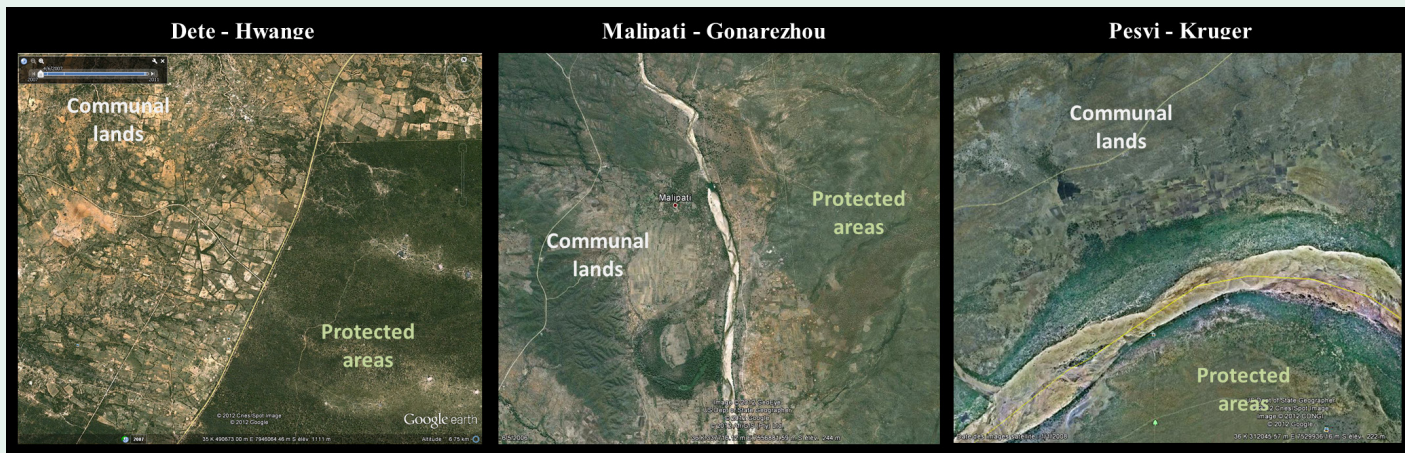 Dete - Hwange
Communal
lands
Protected
areas
© 2012 Cnes/Spot Image
© 2012 Google
Google earth
2007
Malipati - Gonarezhou
Malipati
Protected
areas
Communal
lands
Pesvi - Kruger
Communal
lands
Protected
areas
© 2012 Google